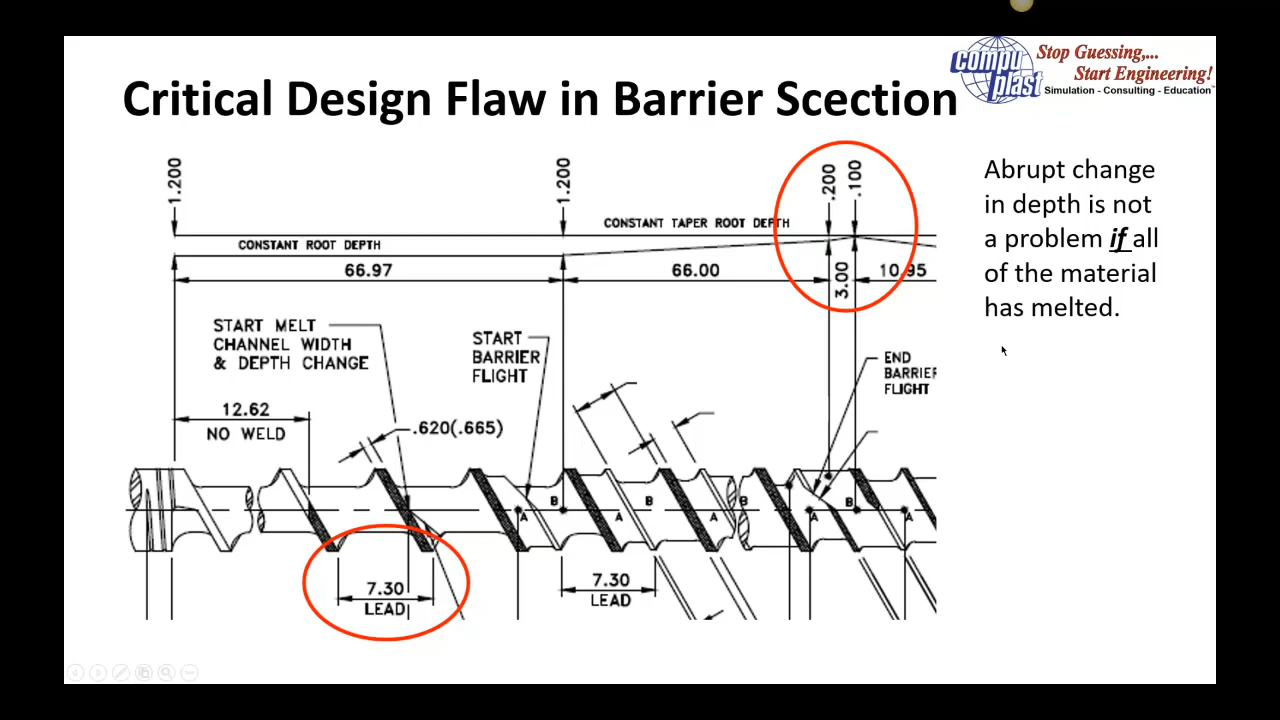 compu
plast
Stop Guessing,...
Start Engineering!
Simulation - Consulting - Education™
Critical Design Flaw in Barrier Scection
Abrupt change
in depth is not
a problem if all
of the material
has melted.
1.200
1.200
.200
.100
CONSTANT TAPER ROOT DEPTH
CONSTANT ROOT DEPTH
66.97
66.00
3.00
10.95
START MELT
CHANNEL WIDTH
& DEPTH CHANGE
START
BARRIER
FLIGHT
END
BARRIER
FLIGHT
12.62
NO WELD
.620(.665)
B
B
B
B
A
A
A
A
A
7.30
LEAD
7.30
LEAD